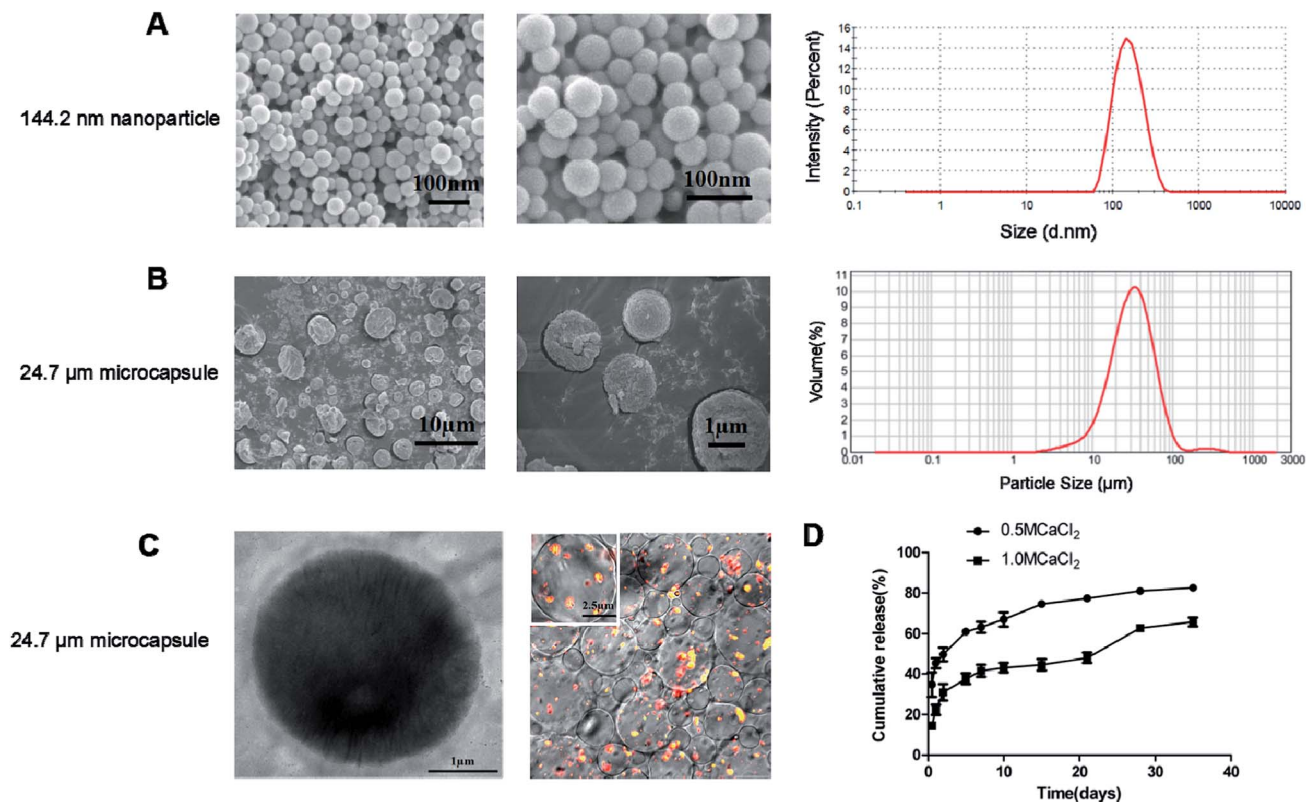 A
144.2 nm nanoparticle
100nm
100nm
Intensity (Percent)
16
14
12
10
8
6
4
2
0
0.1
1
10
100
1000
10000
Size (d.nm)
B
24.7 μm microcapsule
10μm
1μm
Volume(%)
11
10
9
8
7
6
5
4
3
2
1
0
0.01
0.1
1
10
100
1000
3000
Particle Size (μm)
C
24.7 μm microcapsule
1μm
2.5μm
D
0.5MCaCl₂
1.0MCaCl₂
Cumulative release(%)
100
80
60
40
20
0
0
10
20
30
40
Time(days)